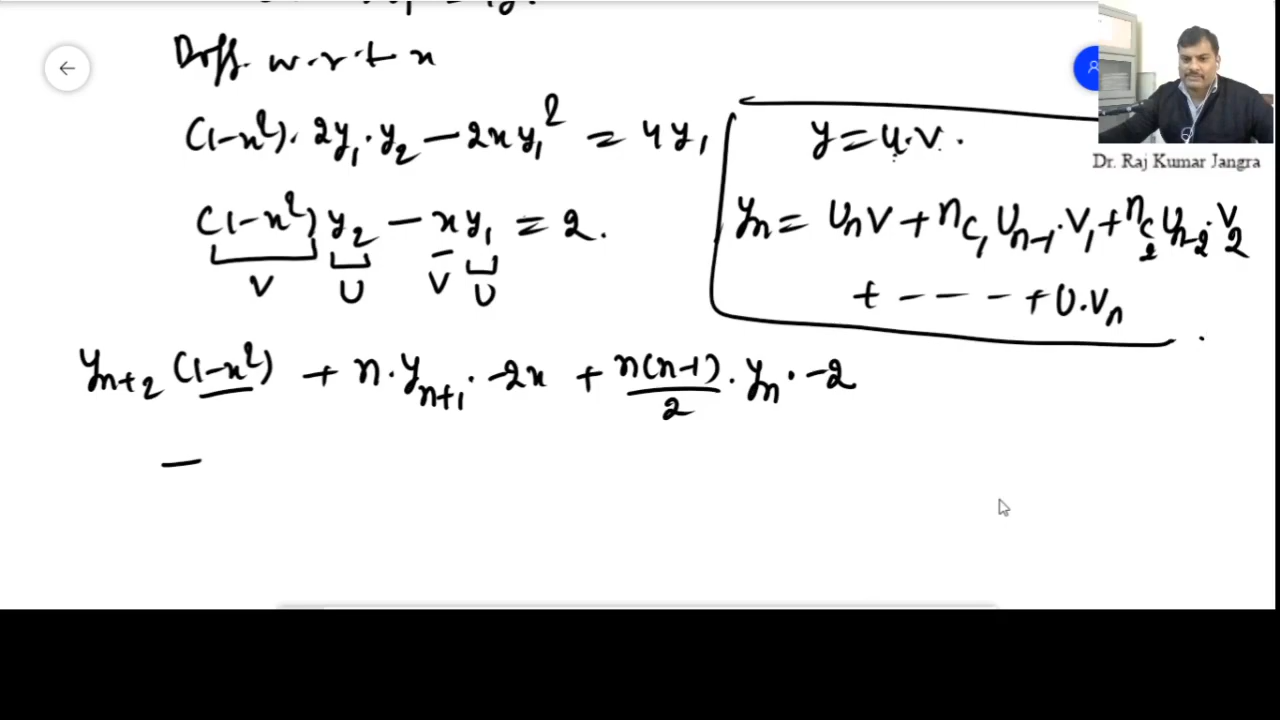 Diff. w.r.t x
(1-x²). 2y₁.y₂ - 2xy₁² = 4y₁
(1-x²) y₂ - xy₁ = 2.
V U V U
y = u.v.
yₙ = UₙV + nC₁ Uₙ₋₁.V₁ + nC₂ Uₙ₋₂.V₂
+ - - - + U.Vₙ
yₙ₊₂ (1-x²) + n.yₙ₊₁.-2x + n(n-1)/2 . yₙ.-2
-
Dr. Raj Kumar Jangra